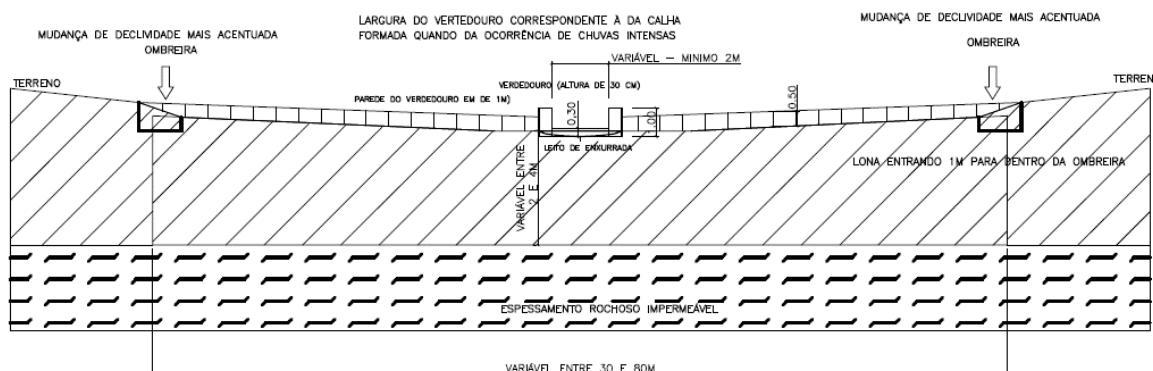 LARGURA DO VERTEDOURO CORRESPONDENTE À DA CALHA
FORMADA QUANDO DA OCORRÊNCIA DE CHUVAS INTENSAS
MUDANÇA DE DECLIVIDADE MAIS ACENTUADA
OMBREIRA
MUDANÇA DE DECLIVIDADE MAIS ACENTUADA
OMBREIRA
VARIÁVEL – MINIMO 2M
TERRENO
TERREN
VERDEDOURO (ALTURA DE 30 CM)
PAREDE DO VERDEDOURO EM DE 1M)
0.30
1.00
0.50
LEITO DE ENXURRADA
VARIÁVEL ENTRE
2 E 4M
LONA ENTRANDO 1M PARA DENTRO DA OMBREIRA
ESPESSAMENTO ROCHOSO IMPERMEÁVEL
VARIÁVEL ENTRE 30 E 80M